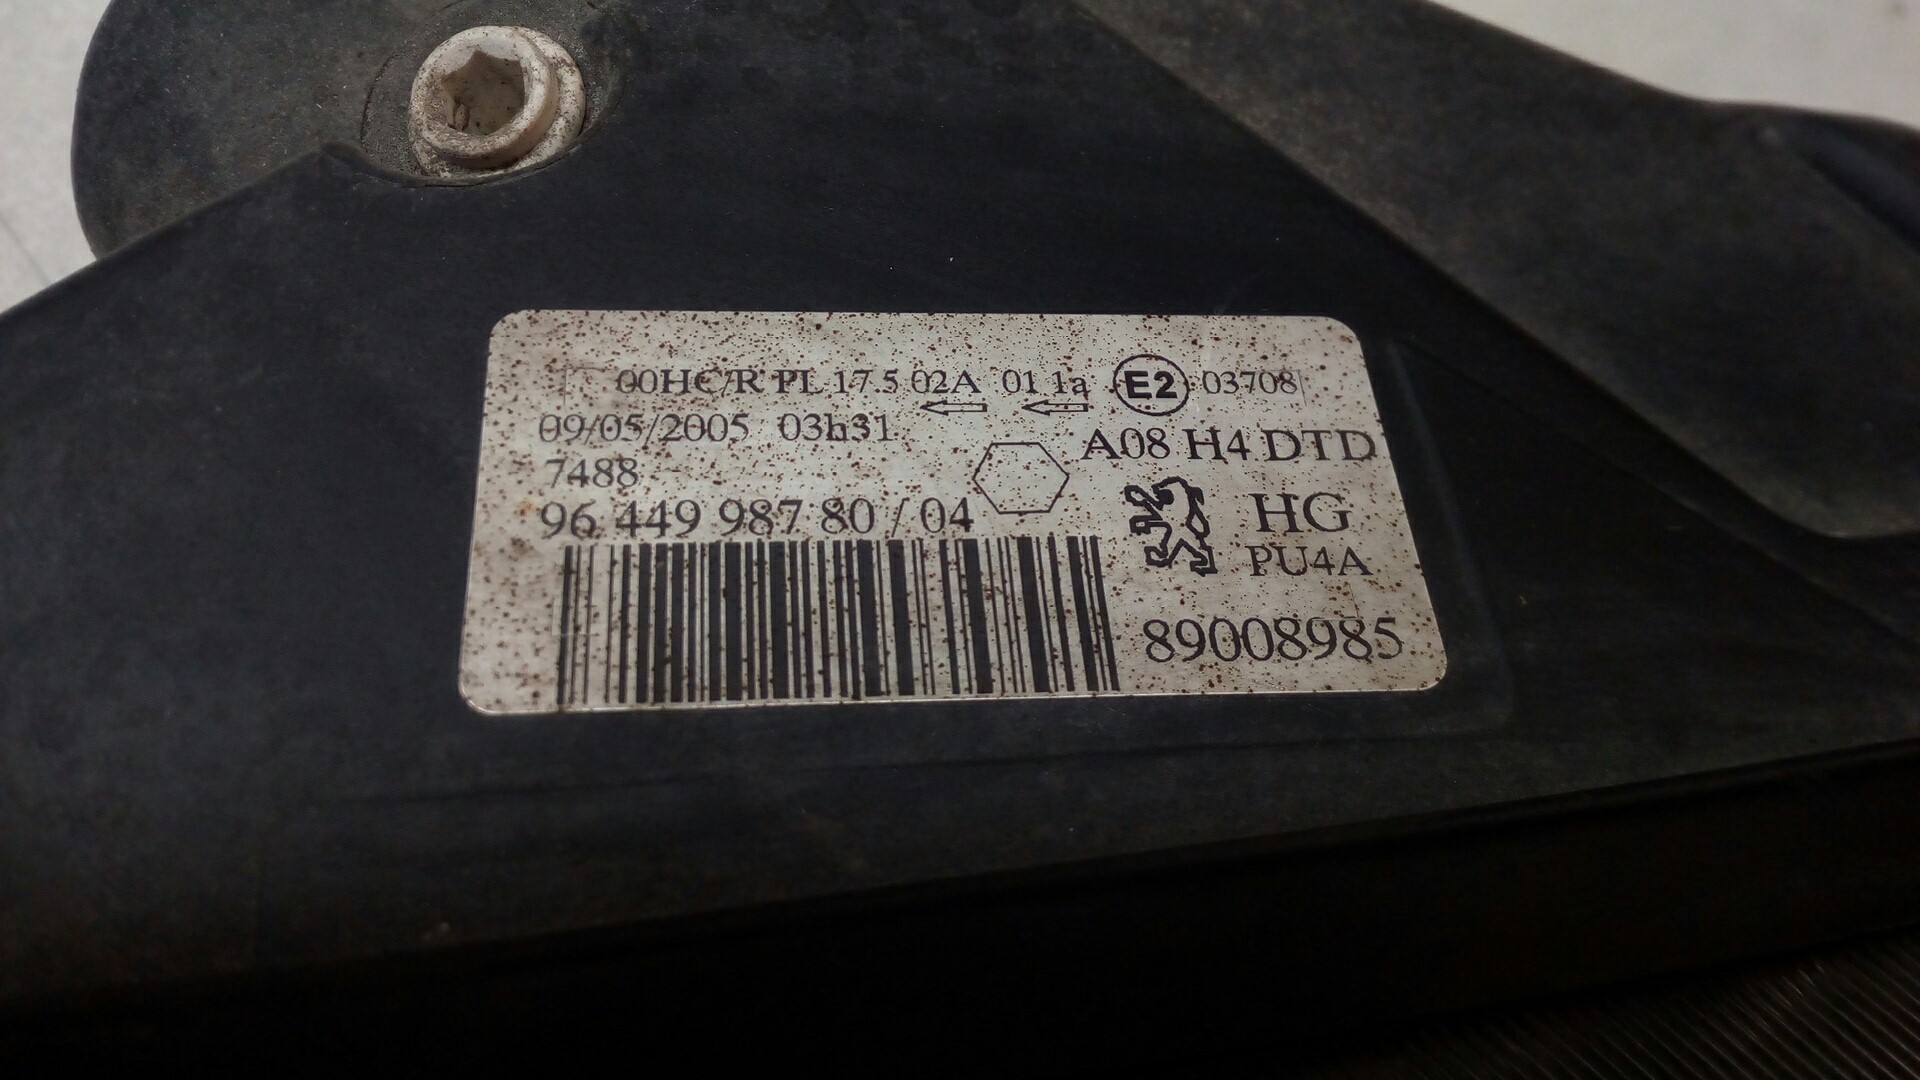 00HC/R PL 17.5 02A 01 1a E2 03708
09/05/2005 03h31
A08 H4 DTD
7488
96 449 987 80 / 04
HG
PU4A
89008985